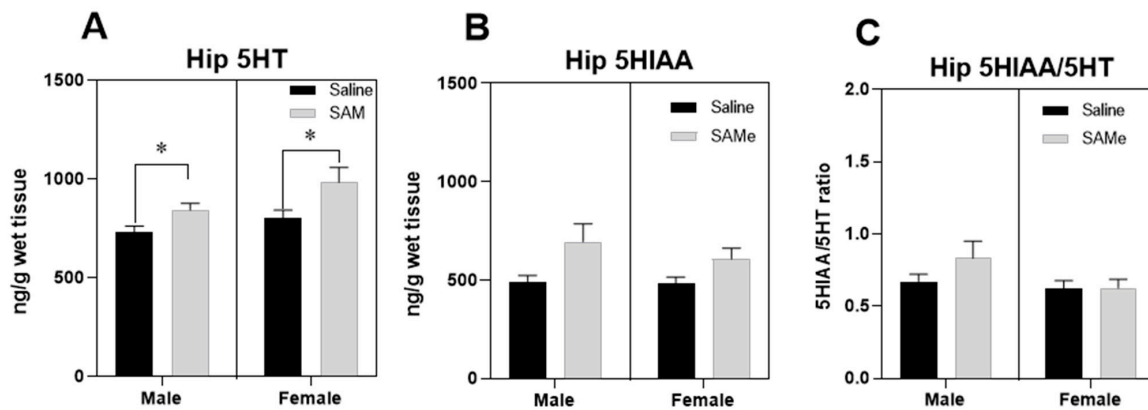 A
Hip 5HT
ng/g wet tissue
1500
1000
500
0
Saline
SAM
*
*
Male
Female
B
Hip 5HIAA
ng/g wet tissue
1500
1000
500
0
Saline
SAMe
Male
Female
C
Hip 5HIAA/5HT
5HIAA/5HT ratio
2.0
1.5
1.0
0.5
0.0
Saline
SAMe
Male
Female